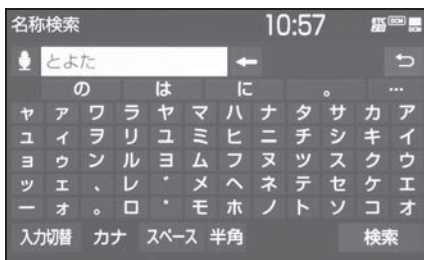 名称検索 10:57 DCM
とよた
の は に 。 …
ャ ァ ワ ラ ヤ マ ハ ナ タ サ カ ア
ュ ィ ヲ リ ユ ミ ヒ ニ チ シ キ イ
ョ ゥ ン ル ヨ ム フ ヌ ツ ス ク ウ
ッ ェ 、 レ ゛ メ ヘ ネ テ セ ケ エ
ー ォ 。 ロ ゜ モ ホ ノ ト ソ コ オ
入力切替 カナ スペース 半角 検索